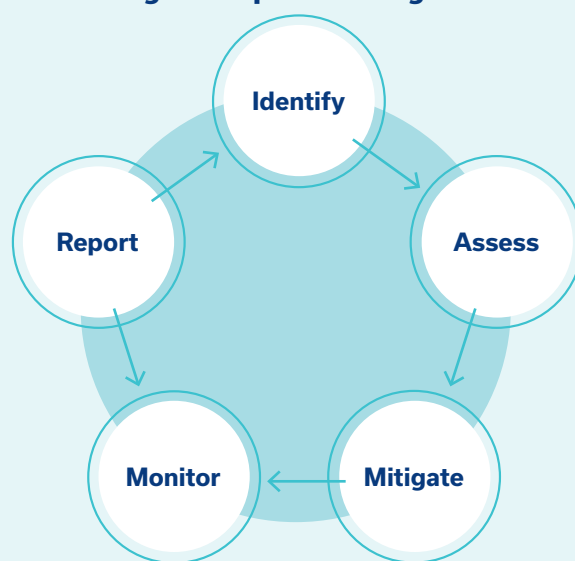 Identify
Assess
Mitigate
Monitor
Report